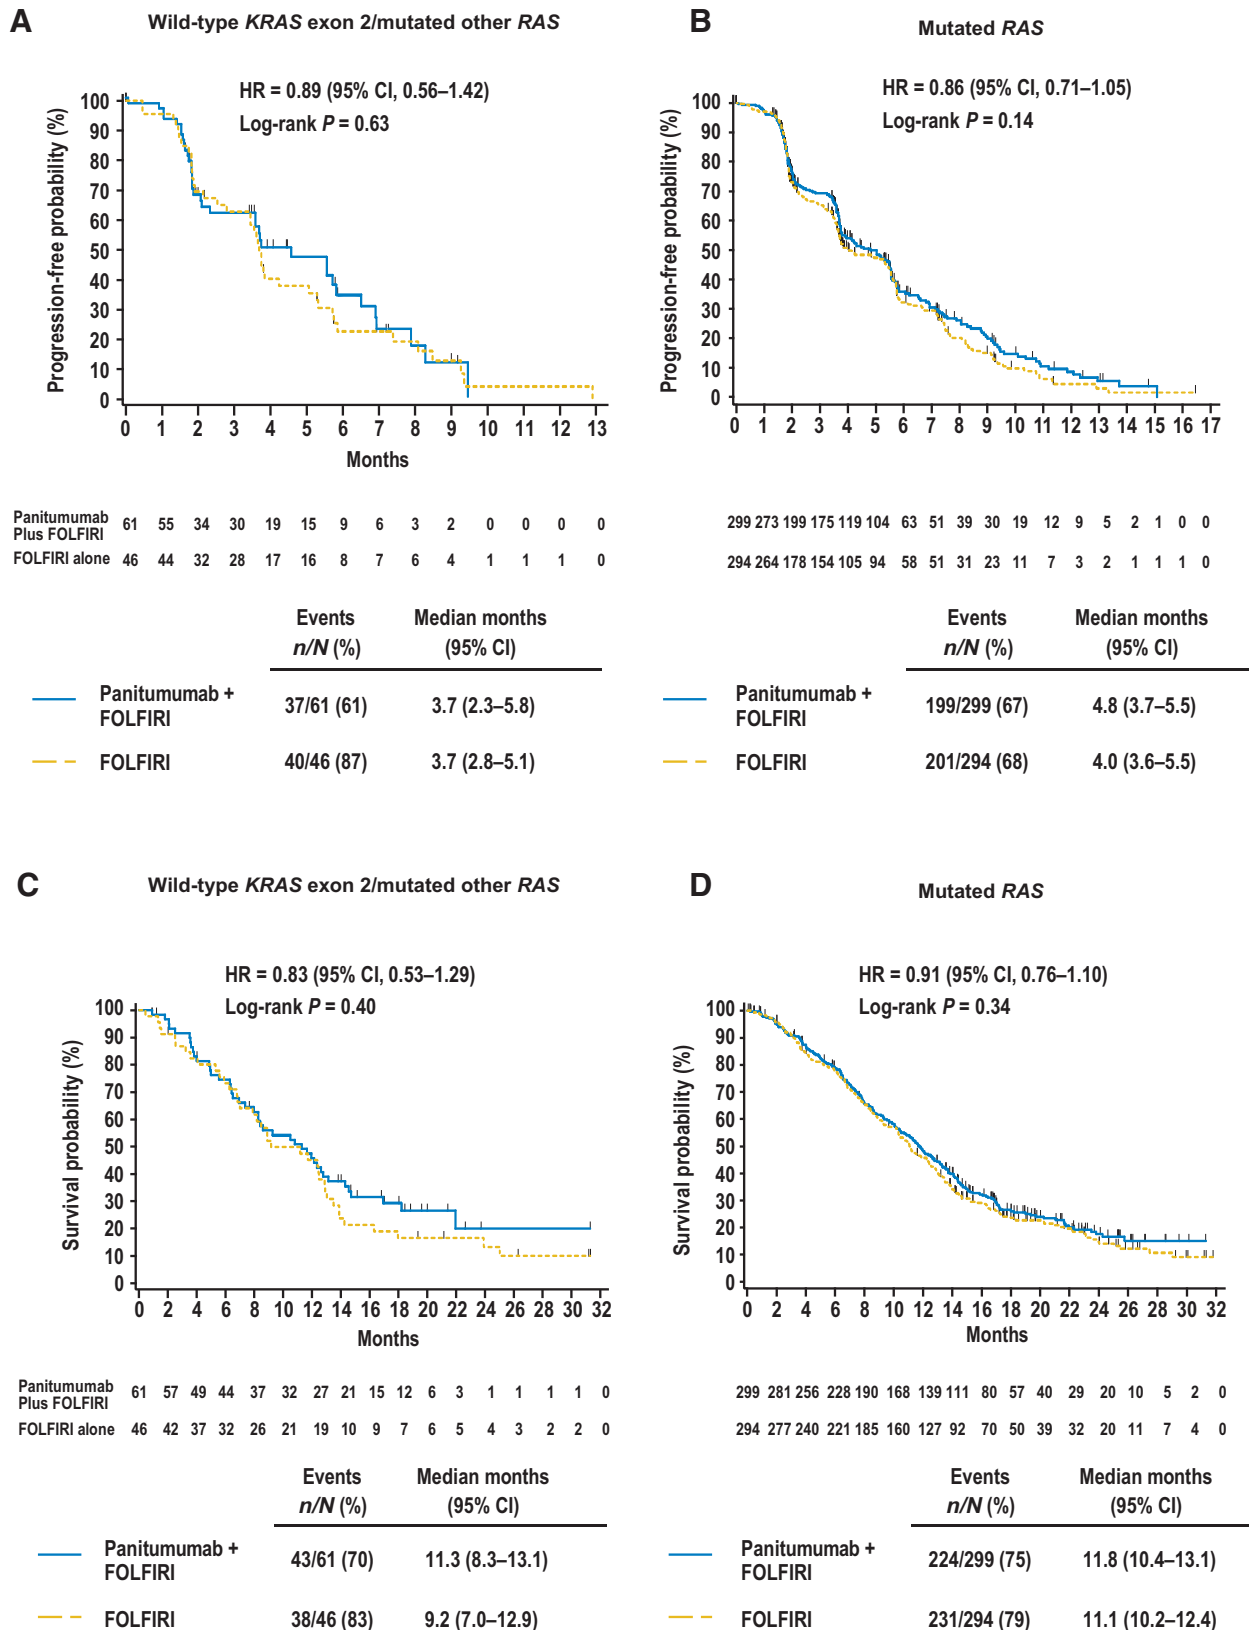 A
Wild-type KRAS exon 2/mutated other RAS
HR = 0.89 (95% CI, 0.56–1.42)
Log-rank P = 0.63
Progression-free probability (%)
100
90
80
70
60
50
40
30
20
10
0
0 1 2 3 4 5 6 7 8 9 10 11 12 13
Months
Panitumumab
Plus FOLFIRI
61 55 34 30 19 15 9 6 3 2 0 0 0 0
FOLFIRI alone 46 44 32 28 17 16 8 7 6 4 1 1 1 0
Events Median months
n/N (%) (95% CI)
Panitumumab +
FOLFIRI
37/61 (61) 3.7 (2.3–5.8)
FOLFIRI 40/46 (87) 3.7 (2.8–5.1)
B
Mutated RAS
HR = 0.86 (95% CI, 0.71–1.05)
Log-rank P = 0.14
Progression-free probability (%)
100
90
80
70
60
50
40
30
20
10
0
0 1 2 3 4 5 6 7 8 9 10 11 12 13 14 15 16 17
299 273 199 175 119 104 63 51 39 30 19 12 9 5 2 1 0 0
294 264 178 154 105 94 58 51 31 23 11 7 3 2 1 1 1 0
Events Median months
n/N (%) (95% CI)
Panitumumab +
FOLFIRI
199/299 (67) 4.8 (3.7–5.5)
FOLFIRI 201/294 (68) 4.0 (3.6–5.5)
C
Wild-type KRAS exon 2/mutated other RAS
HR = 0.83 (95% CI, 0.53–1.29)
Log-rank P = 0.40
Survival probability (%)
100
90
80
70
60
50
40
30
20
10
0
0 2 4 6 8 10 12 14 16 18 20 22 24 26 28 30 32
Months
Panitumumab
Plus FOLFIRI
61 57 49 44 37 32 27 21 15 12 6 3 1 1 1 1 0
FOLFIRI alone 46 42 37 32 26 21 19 10 9 7 6 5 4 3 2 2 0
Events Median months
n/N (%) (95% CI)
Panitumumab +
FOLFIRI
43/61 (70) 11.3 (8.3–13.1)
FOLFIRI 38/46 (83) 9.2 (7.0–12.9)
D
Mutated RAS
HR = 0.91 (95% CI, 0.76–1.10)
Log-rank P = 0.34
Survival probability (%)
100
90
80
70
60
50
40
30
20
10
0
0 2 4 6 8 10 12 14 16 18 20 22 24 26 28 30 32
Months
299 281 256 228 190 168 139 111 80 57 40 29 20 10 5 2 0
294 277 240 221 185 160 127 92 70 50 39 32 20 11 7 4 0
Events Median months
n/N (%) (95% CI)
Panitumumab +
FOLFIRI
224/299 (75) 11.8 (10.4–13.1)
FOLFIRI 231/294 (79) 11.1 (10.2–12.4)